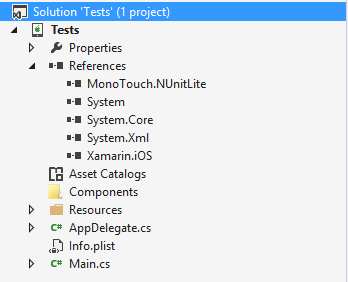 Solution 'Tests' (1 project)
Tests
Properties
References
MonoTouch.NUnitLite
System
System.Core
System.Xml
Xamarin.iOS
Asset Catalogs
Components
Resources
C# AppDelegate.cs
Info.plist
C# Main.cs